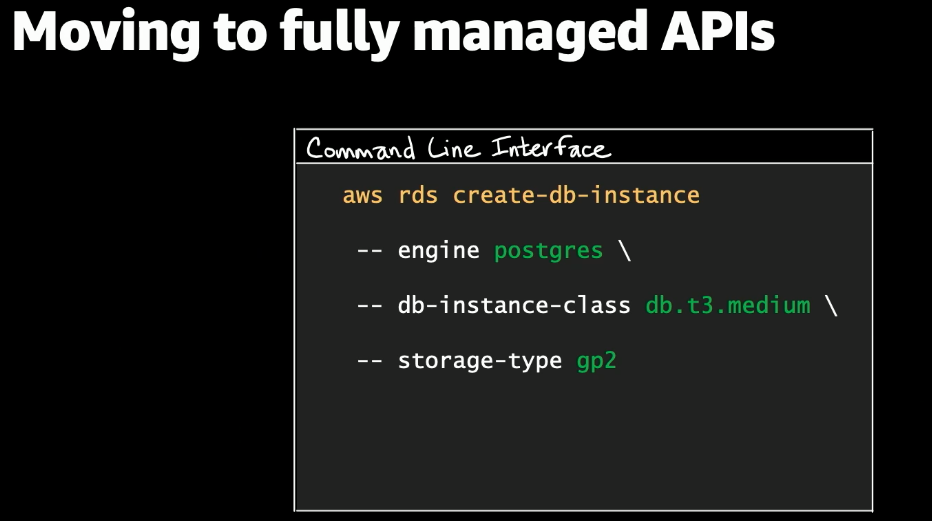 Moving to fully managed APIs
Command Line Interface
aws rds create-db-instance
-- engine postgres \
-- db-instance-class db.t3.medium \
-- storage-type gp2